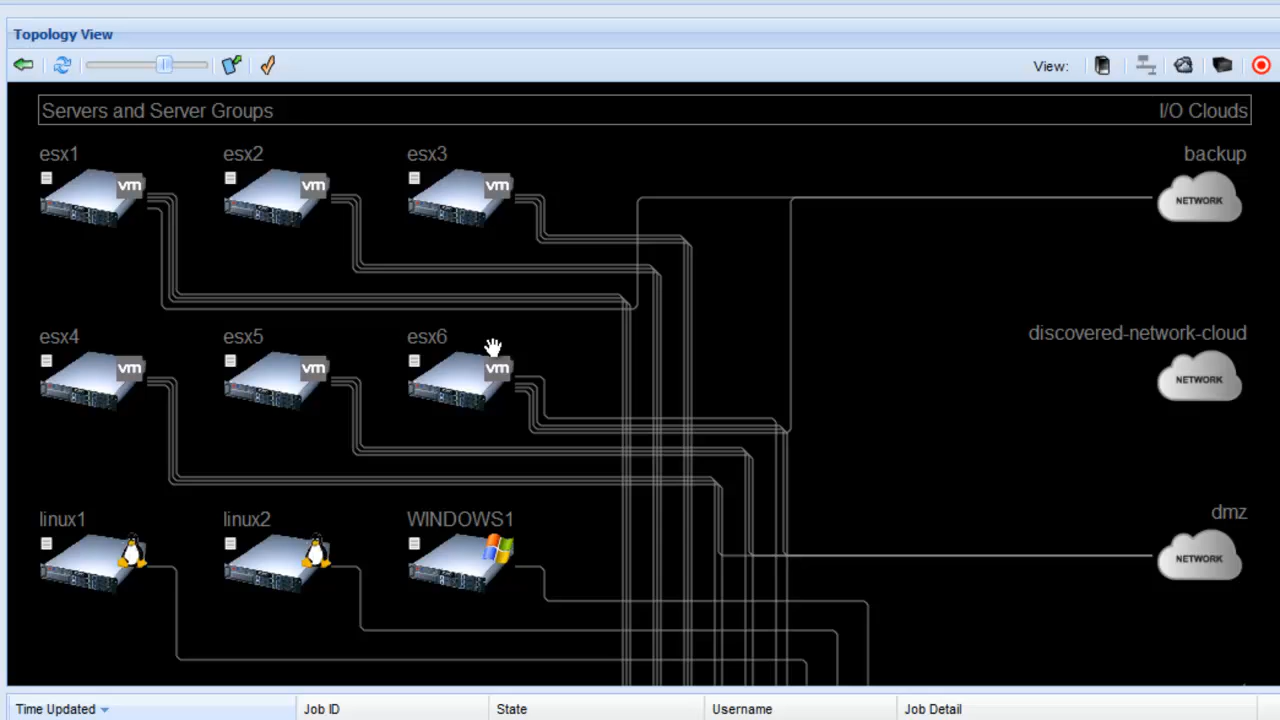 Topology View
View:
Servers and Server Groups I/O Clouds
esx1 esx2 esx3 backup
vm vm vm
NETWORK
esx4 esx5 esx6 discovered-network-cloud
vm vm vm
NETWORK
linux1 linux2 WINDOWS1 dmz
NETWORK
Time Updated Job ID State Username Job Detail